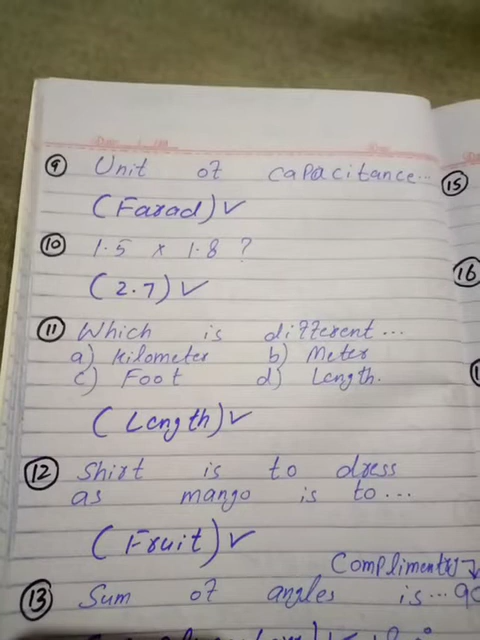 9 Unit of capacitance...
(Farad) ✓
10 1.5 x 1.8 ?
(2.7) ✓
11 Which is different...
a) Kilometer b) Meter
c) Foot d) Length.
(Length) ✓
12 Shirt is to dress
as mango is to...
(Fruit) ✓
13 Sum of angles is...90
15
16